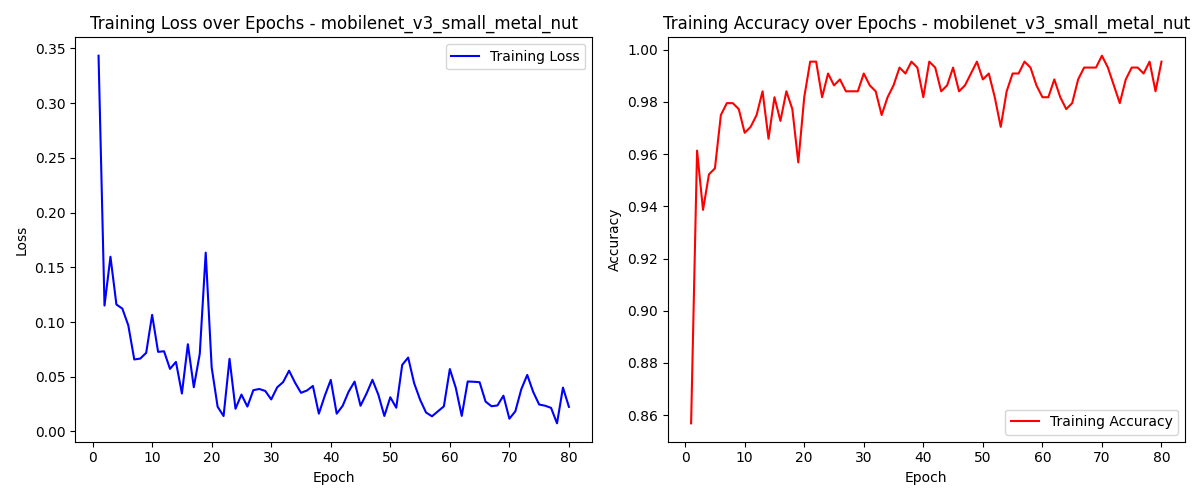 Training Loss over Epochs - mobilenet_v3_small_metal_nut
Training Loss
0.35
0.30
0.25
0.20
0.15
0.10
0.05
0.00
Loss
0 10 20 30 40 50 60 70 80
Epoch
Training Accuracy over Epochs - mobilenet_v3_small_metal_nut
1.00
0.98
0.96
0.94
0.92
0.90
0.88
0.86
Accuracy
Training Accuracy
0 10 20 30 40 50 60 70 80
Epoch